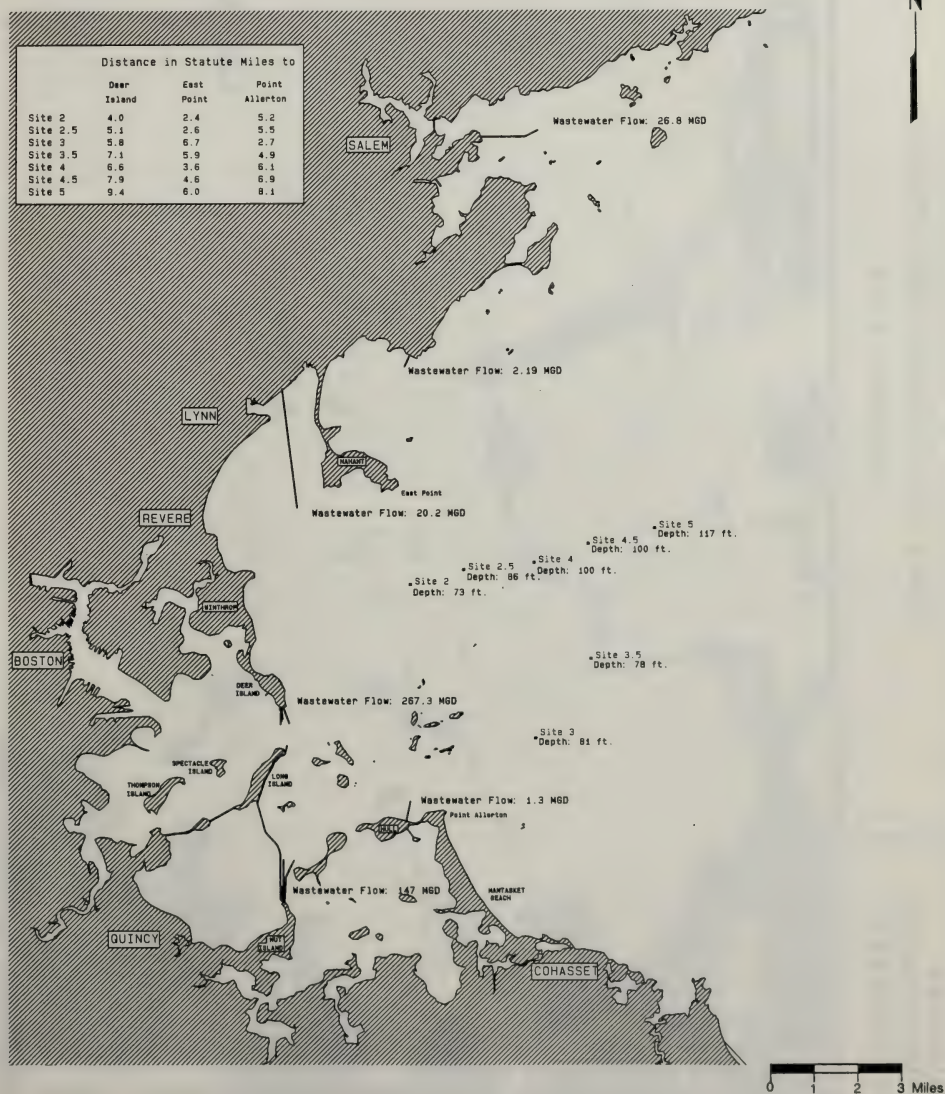 N
Distance in Statute Miles to
Deer Island East Point Point Allerton
Site 2 4.0 2.4 5.2
Site 2.5 5.1 2.6 5.5
Site 3 5.8 6.7 2.7
Site 3.5 7.1 5.9 4.9
Site 4 6.6 3.6 6.1
Site 4.5 7.9 4.6 6.9
Site 5 9.4 6.0 8.1
Wastewater Flow: 26.8 MGD
SALEM
Wastewater Flow: 2.19 MGD
LYNN
NAHANT
East Point
Wastewater Flow: 20.2 MGD
REVERE
Site 5
Depth: 117 ft.
Site 4.5
Depth: 100 ft.
Site 4
Depth: 100 ft.
Site 2.5
Depth: 86 ft.
Site 2
Depth: 73 ft.
WINTHROP
BOSTON
Site 3.5
Depth: 78 ft.
DEER
ISLAND
Wastewater Flow: 267.3 MGD
Site 3
Depth: 81 ft.
SPECTACLE
ISLAND
THOMPSON
ISLAND
LONG
ISLAND
Wastewater Flow: 1.3 MGD
Point Allerton
HULL
Wastewater Flow: 147 MGD
NANTASKET
BEACH
QUINCY
NUT
ISLAND
COHASSET
0 1 2 3 Miles